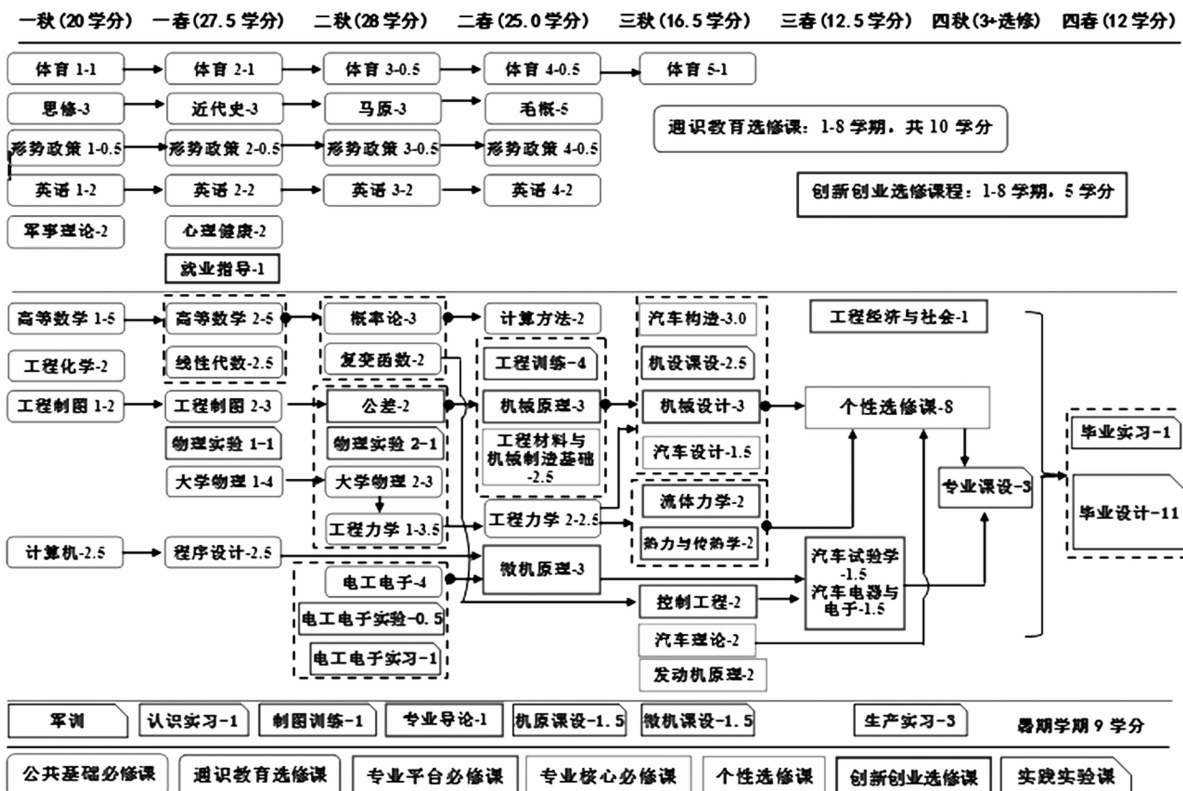 一秋(20学分) 一春(27.5学分) 二秋(28学分) 二春(25.0学分) 三秋(16.5学分) 三春(12.5学分) 四秋(3+选修) 四春(12学分)
体育 1-1 体育 2-1 体育 3-0.5 体育 4-0.5 体育 5-1
思修-3 近代史-3 马原-3 毛概-5
通识教育选修课：1-8学期，共10学分
形势政策 1-0.5 形势政策 2-0.5 形势政策 3-0.5 形势政策 4-0.5
英语 1-2 英语 2-2 英语 3-2 英语 4-2
创新创业选修课程：1-8学期，5学分
军事理论-2 心理健康-2
就业指导-1
高等数学 1-5 高等数学 2-5 概率论-3 计算方法-2 汽车构造-3.0 工程经济与社会-1
工程化学-2 线性代数-2.5 复变函数-2 工程训练-4 机设课设-2.5
工程制图 1-2 工程制图 2-3 公差-2 机械原理-3 机械设计-3 个性选修课-8
物理实验 1-1 物理实验 2-1 工程材料与
机械制造基础
-2.5
汽车设计-1.5 毕业实习-1
大学物理 1-4 大学物理 2-3 专业课设-3
工程力学 1-3.5 工程力学 2-2.5 流体力学-2 毕业设计-11
热力与传热学-2
计算机-2.5 程序设计-2.5 微机原理-3 汽车试验学
-1.5
汽车电器与
电子-1.5
电工电子-4 控制工程-2
电工电子实验-0.5 汽车理论-2
电工电子实习-1 发动机原理-2
军训 认识实习-1 制图训练-1 专业导论-1 机原课设-1.5 微机课设-1.5 生产实习-3 暑期学期9学分
公共基础必修课 通识教育选修课 专业平台必修课 专业核心必修课 个性选修课 创新创业选修课 实践实验课